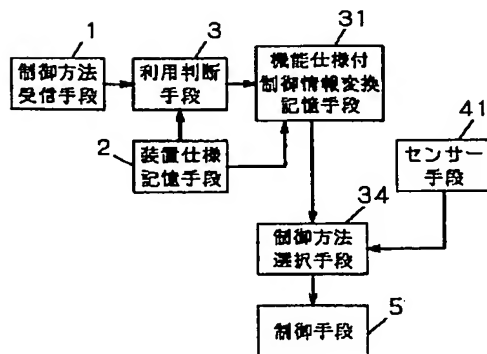 1
制御方法
受信手段
3
利用判断
手段
31
機能仕様付
制御情報変換
記憶手段
2
装置仕様
記憶手段
41
センサー
手段
34
制御方法
選択手段
5
制御手段